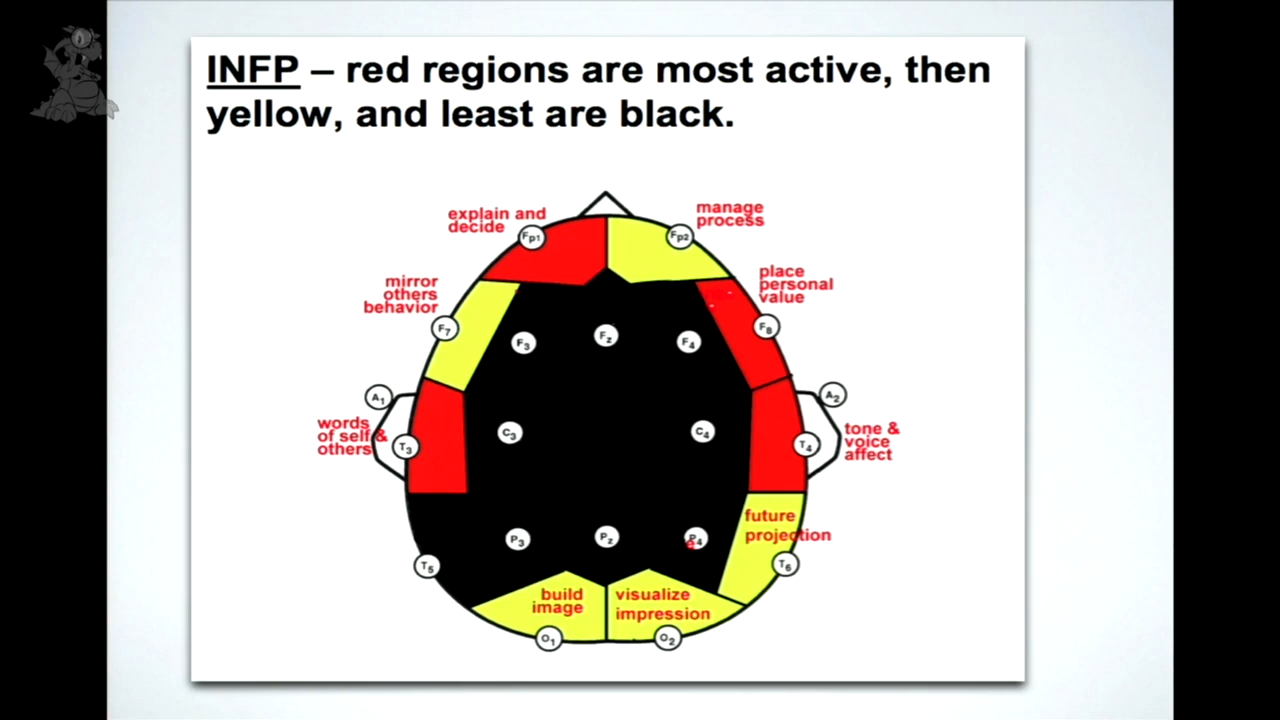 INFP – red regions are most active, then
yellow, and least are black.
explain and
decide
manage
process
Fp1
Fp2
mirror
others
behavior
place
personal
value
F7
F3
Fz
F4
F8
A1
A2
words
of self &
others
T3
C3
C4
T4
tone &
voice
affect
future
projection
P3
Pz
P4
e
T5
T6
build
image
visualize
impression
O1
O2